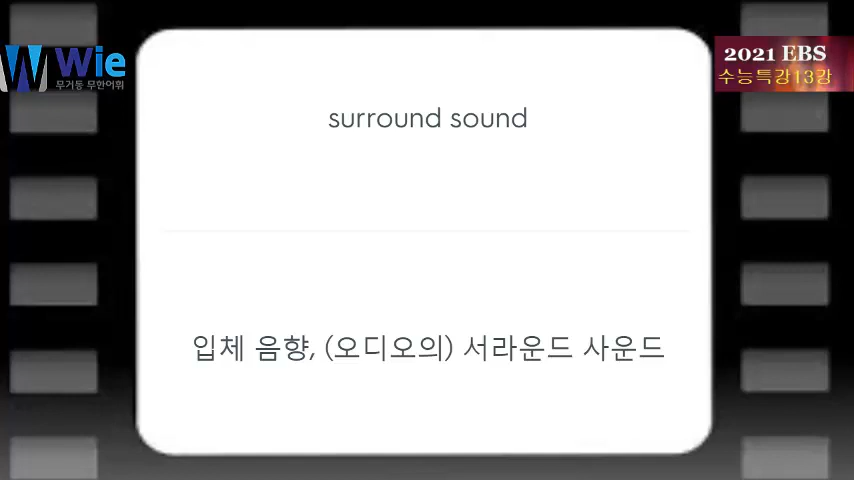 Wie
무거동 무한어휘
2021 EBS
수능특강13강
surround sound
입체 음향, (오디오의) 서라운드 사운드